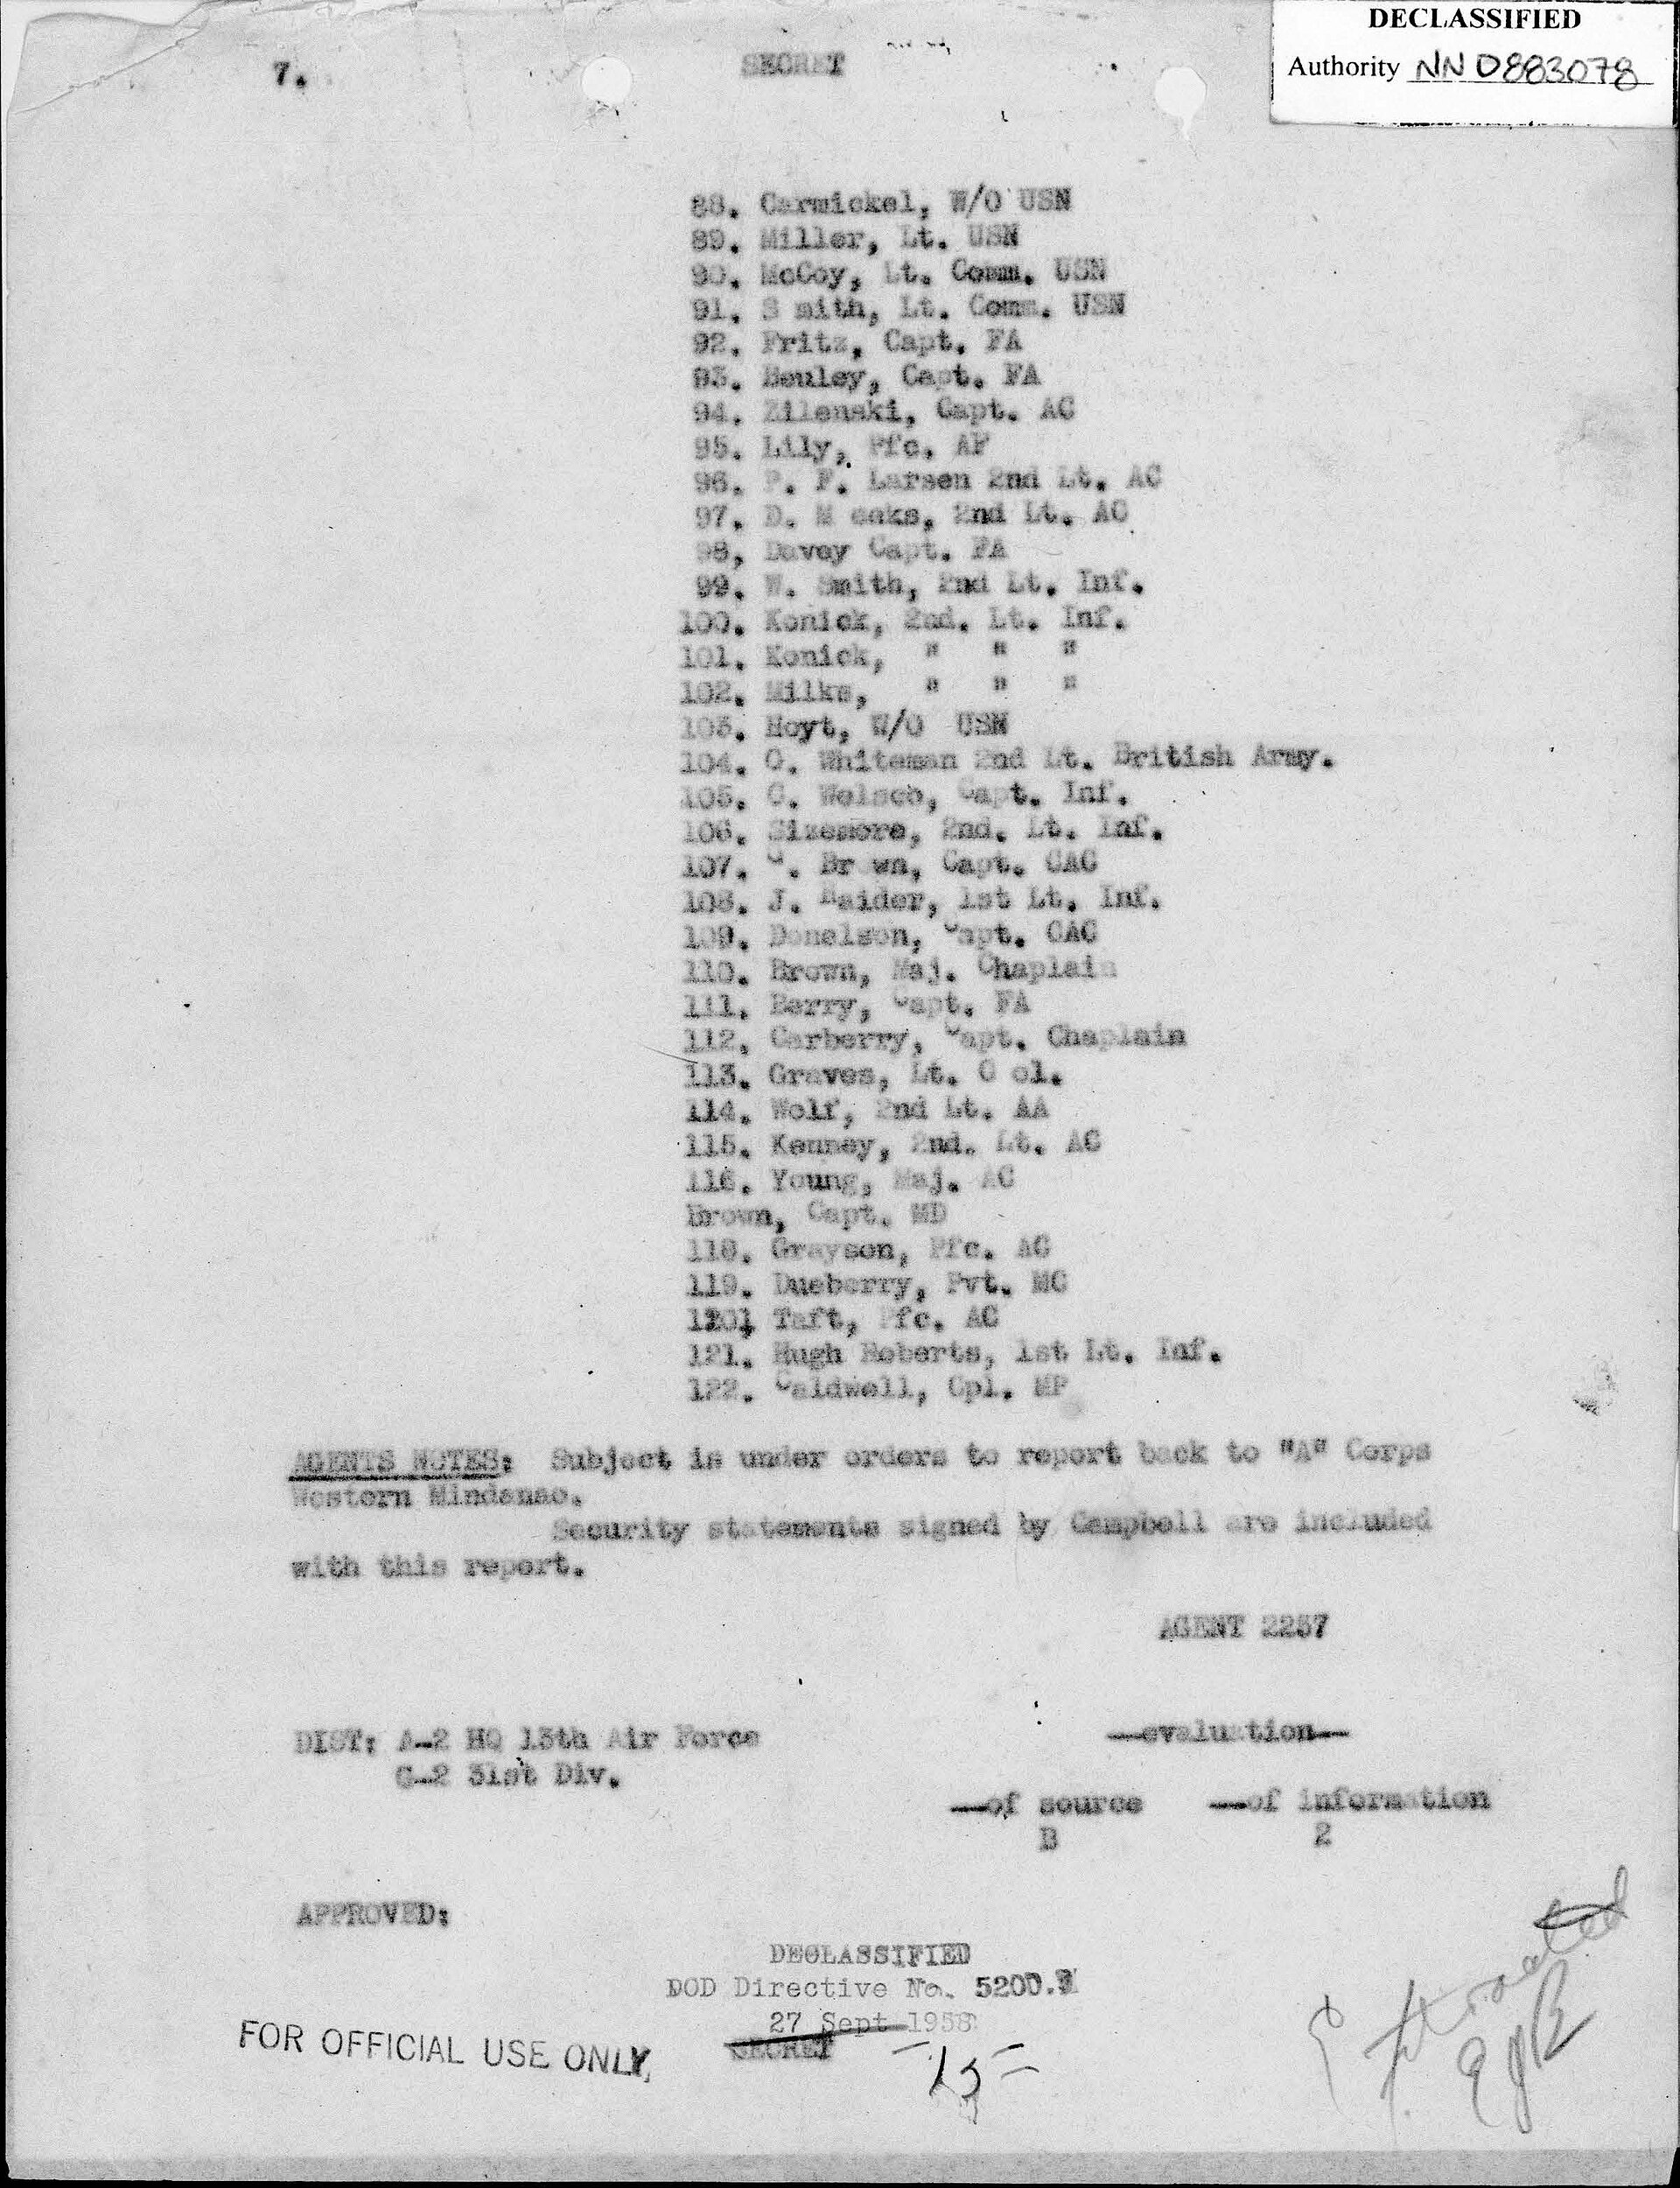 DECLASSIFIED
Authority NND883078
7.
SECRET
88. Carmickel, W/O USN
89. Miller, Lt. USN
90. McCoy, Lt. Comm. USN
91. S mith, Lt. Comm. USN
92. Fritz, Capt. FA
93. Heuley, Capt. FA
94. Zilenski, Capt. AC
95. Lily, Pfc. AF
96. P. F. Larsen 2nd Lt. AC
97. D. M eeks, 2nd Lt. AC
98, Davey Capt. FA
99. W. Smith, 2nd Lt. Inf.
100. Konick, 2nd. Lt. Inf.
101. Konick, " " "
102. Milks, " " "
103. Hoyt, W/O USN
104. O. Whiteman 2nd Lt. British Army.
105. C. Welsch, Capt. Inf.
106. Sizemore, 2nd. Lt. Inf.
107. Br wn, Capt. CAC
108. J. Haider, 1st Lt. Inf.
109. Donelson, Capt. CAC
110. Brown, Maj. Chaplain
111. Berry, Capt. FA
112. Carberry, Capt. Chaplain
113. Graves, Lt. C ol.
114. Wolf, 2nd Lt. AA
115. Kenney, 2nd. Lt. AC
116. Young, Maj. AC
Brown, Capt. MD
118. Grayson, Pfc. AC
119. Dueberry, Pvt. MC
120. Taft, Pfc. AC
121. Hugh Roberts, 1st Lt. Inf.
122. Caldwell, Cpl. MP
AGENTS NOTES: Subject is under orders to report back to "A" Corps
Western Mindanao.
Security statements signed by Campbell are included
with this report.
AGENT 2257
DIST: A-2 HQ 13th Air Force
G-2 31st Div.
—evaluation—
—of source —of information
B 2
APPROVED:
DECLASSIFIED
DOD Directive No. 5200.
27 Sept 1958
SECRET
FOR OFFICIAL USE ONLY
-15-